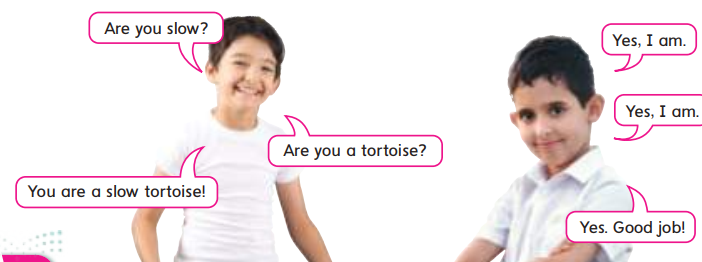 Are you slow?
Yes, I am.
Are you a tortoise?
Yes, I am.
You are a slow tortoise!
Yes. Good job!